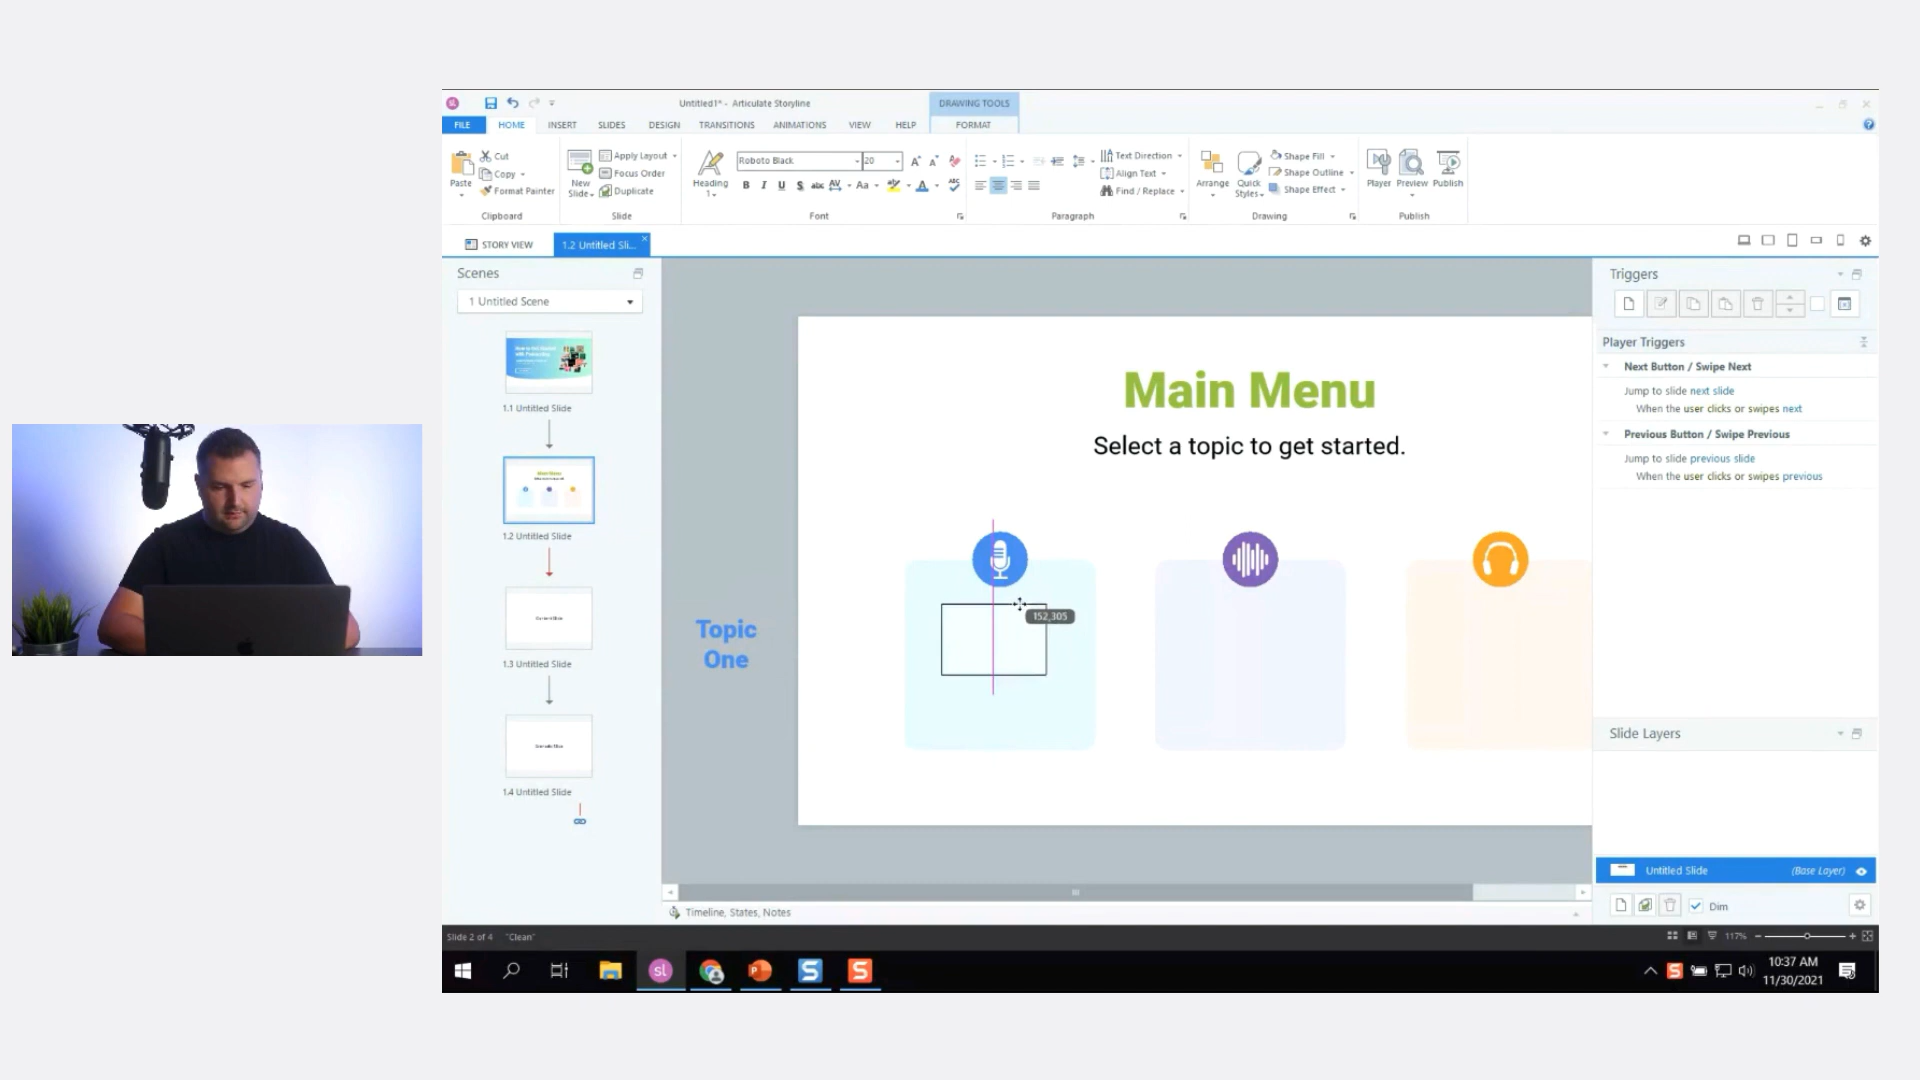 Untitled1* - Articulate Storyline
DRAWING TOOLS
FILE HOME INSERT SLIDES DESIGN TRANSITIONS ANIMATIONS VIEW HELP FORMAT
Paste
Cut
Copy
Format Painter
Clipboard
New Slide
Apply Layout
Focus Order
Duplicate
Slide
Heading 1
Roboto Black 20
B I U S abc AV Aa A ABC
Font
Text Direction
Align Text
Find / Replace
Paragraph
Arrange
Quick Styles
Shape Fill
Shape Outline
Shape Effect
Drawing
Player Preview Publish
Publish
STORY VIEW
1.2 Untitled Sli...
Scenes
1 Untitled Scene
1.1 Untitled Slide
1.2 Untitled Slide
1.3 Untitled Slide
1.4 Untitled Slide
Topic
One
Main Menu
Select a topic to get started.
152,305
Triggers
Player Triggers
Next Button / Swipe Next
Jump to slide next slide
When the user clicks or swipes next
Previous Button / Swipe Previous
Jump to slide previous slide
When the user clicks or swipes previous
Slide Layers
Untitled Slide (Base Layer)
Dim
Timeline, States, Notes
Slide 2 of 4 "Clean"
117%
sl
10:37 AM
11/30/2021